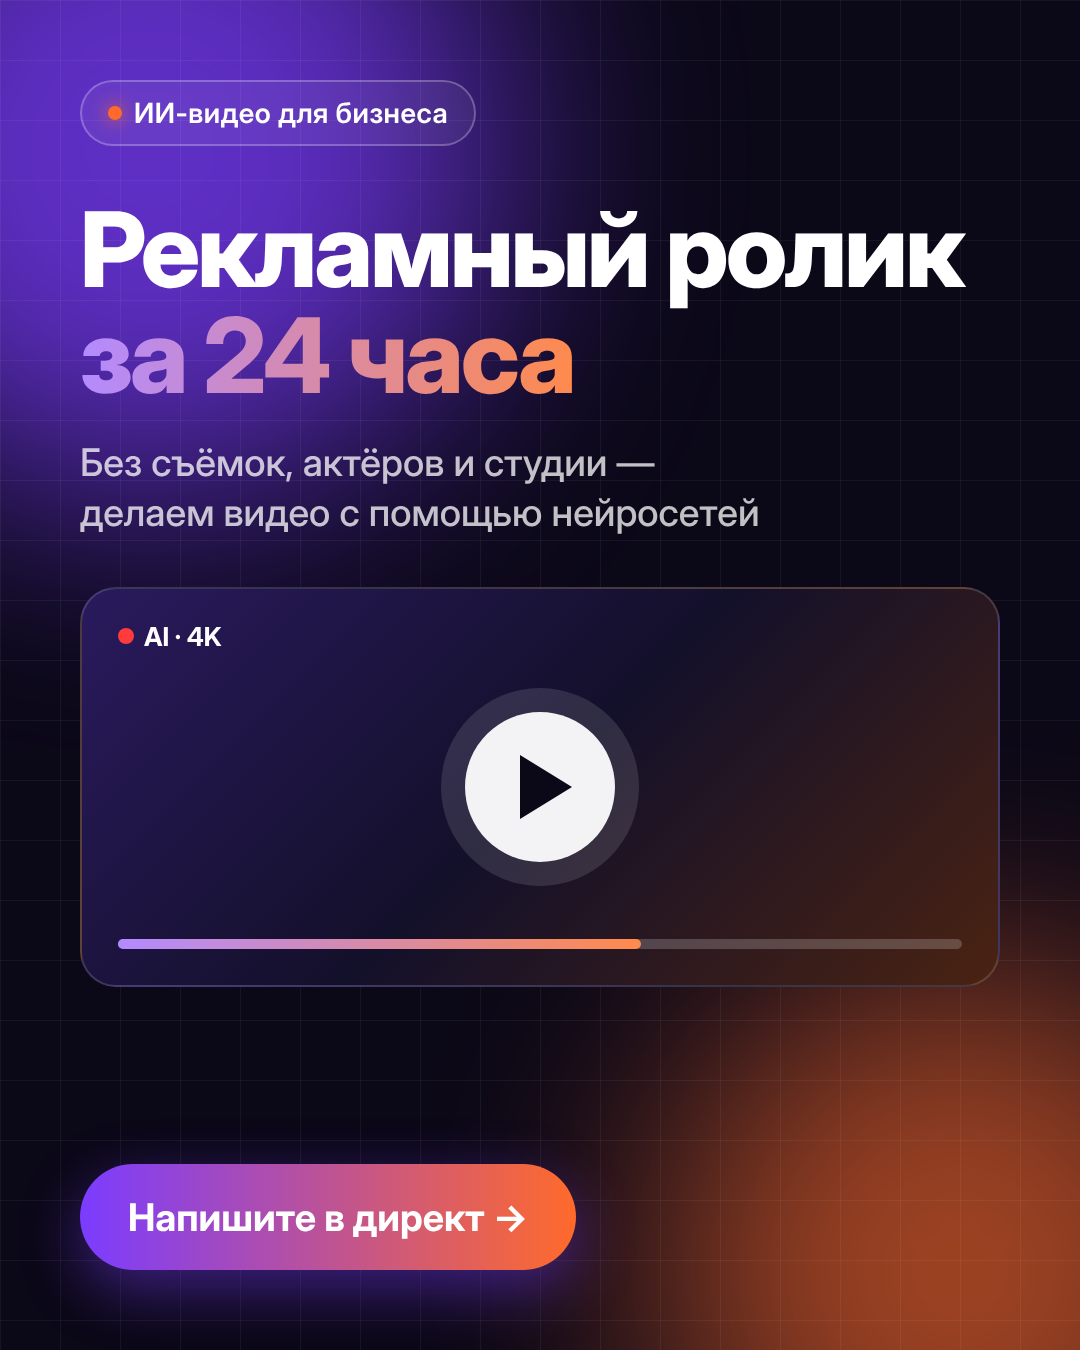 ИИ-видео для бизнеса
Рекламный ролик
за 24 часа
Без съёмок, актёров и студии —
делаем видео с помощью нейросетей
AI · 4K
Напишите в директ →